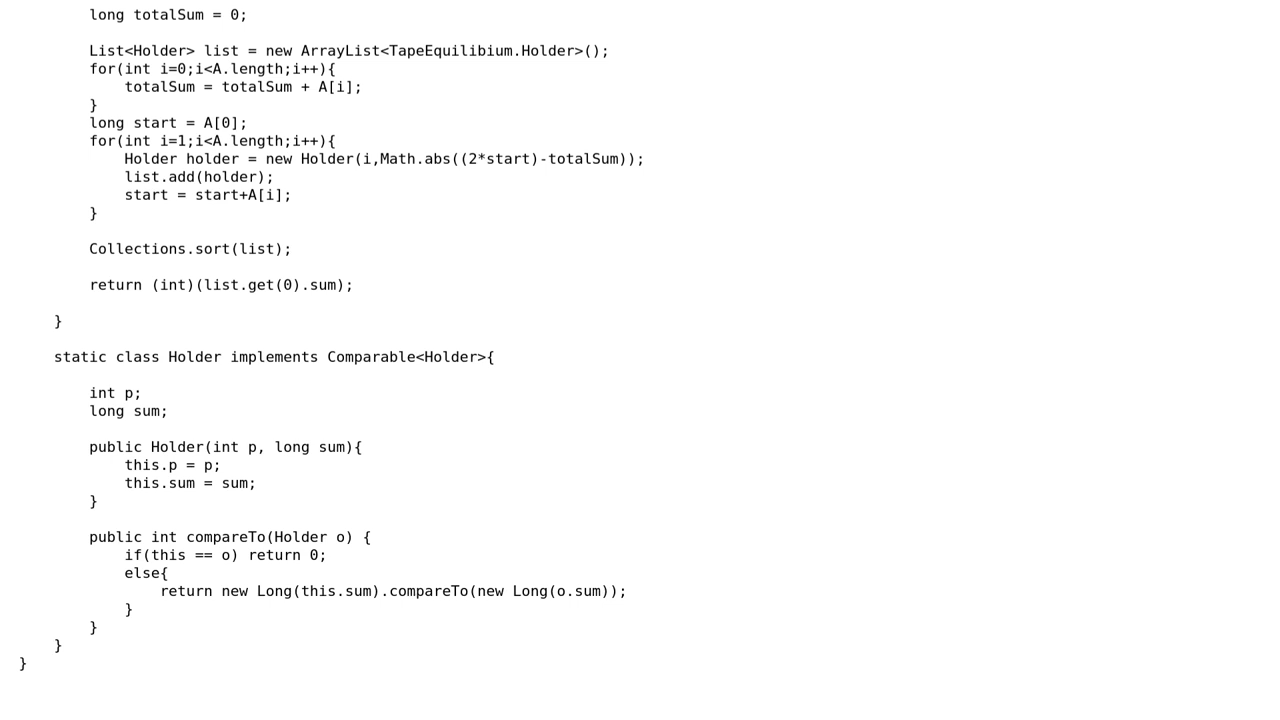 long totalSum = 0;
List<Holder> list = new ArrayList<TapeEquilibium.Holder>();
for(int i=0;i<A.length;i++){
totalSum = totalSum + A[i];
}
long start = A[0];
for(int i=1;i<A.length;i++){
Holder holder = new Holder(i,Math.abs((2*start)-totalSum));
list.add(holder);
start = start+A[i];
}
Collections.sort(list);
return (int)(list.get(0).sum);
}
static class Holder implements Comparable<Holder>{
int p;
long sum;
public Holder(int p, long sum){
this.p = p;
this.sum = sum;
}
public int compareTo(Holder o) {
if(this == o) return 0;
else{
return new Long(this.sum).compareTo(new Long(o.sum));
}
}
}
}